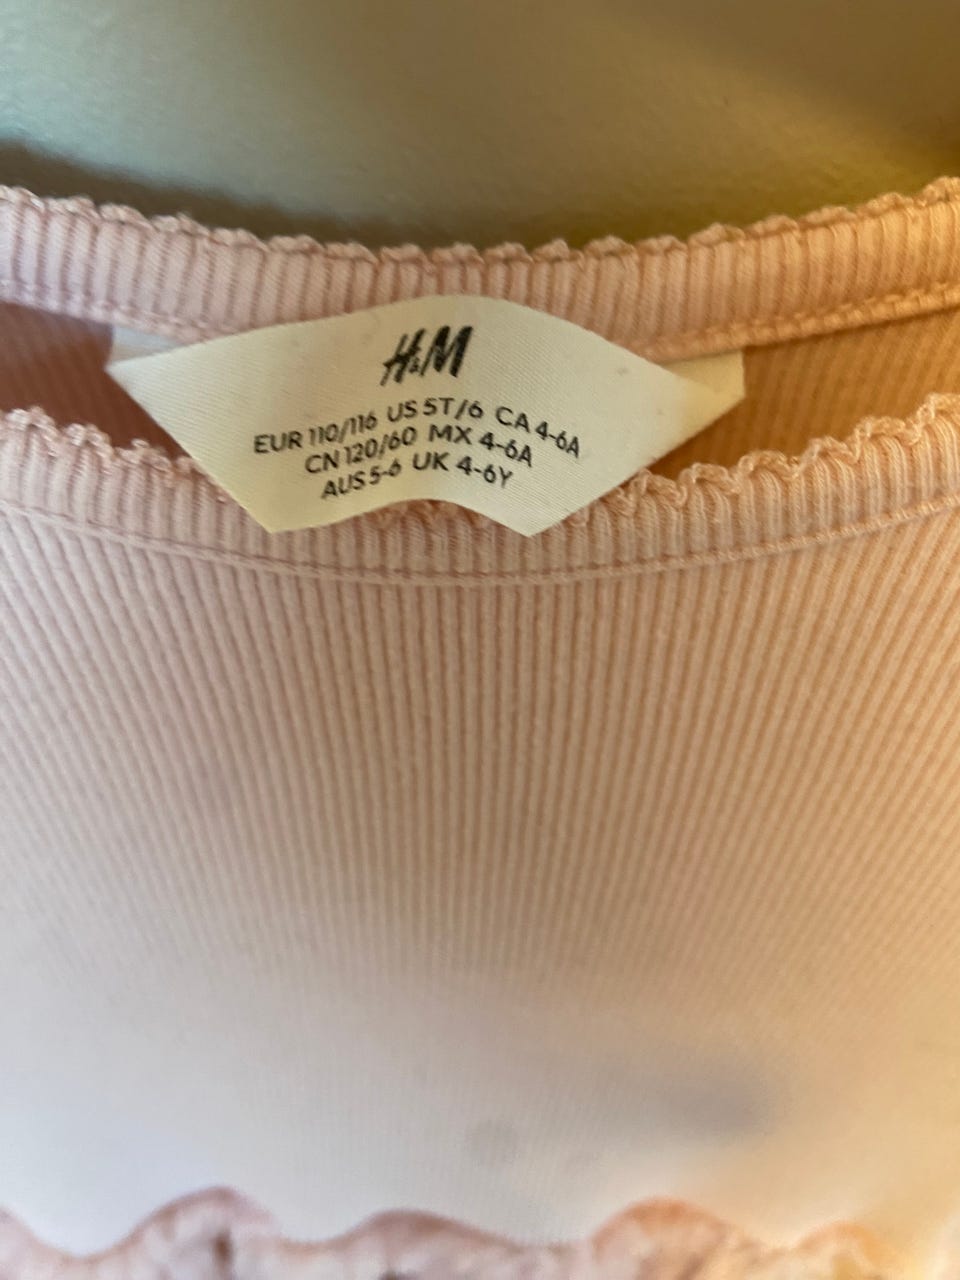 H&M
EUR 110/116 US 5T/6 CA 4-6A
CN 120/60 MX 4-6A
AUS 5-6 UK 4-6Y